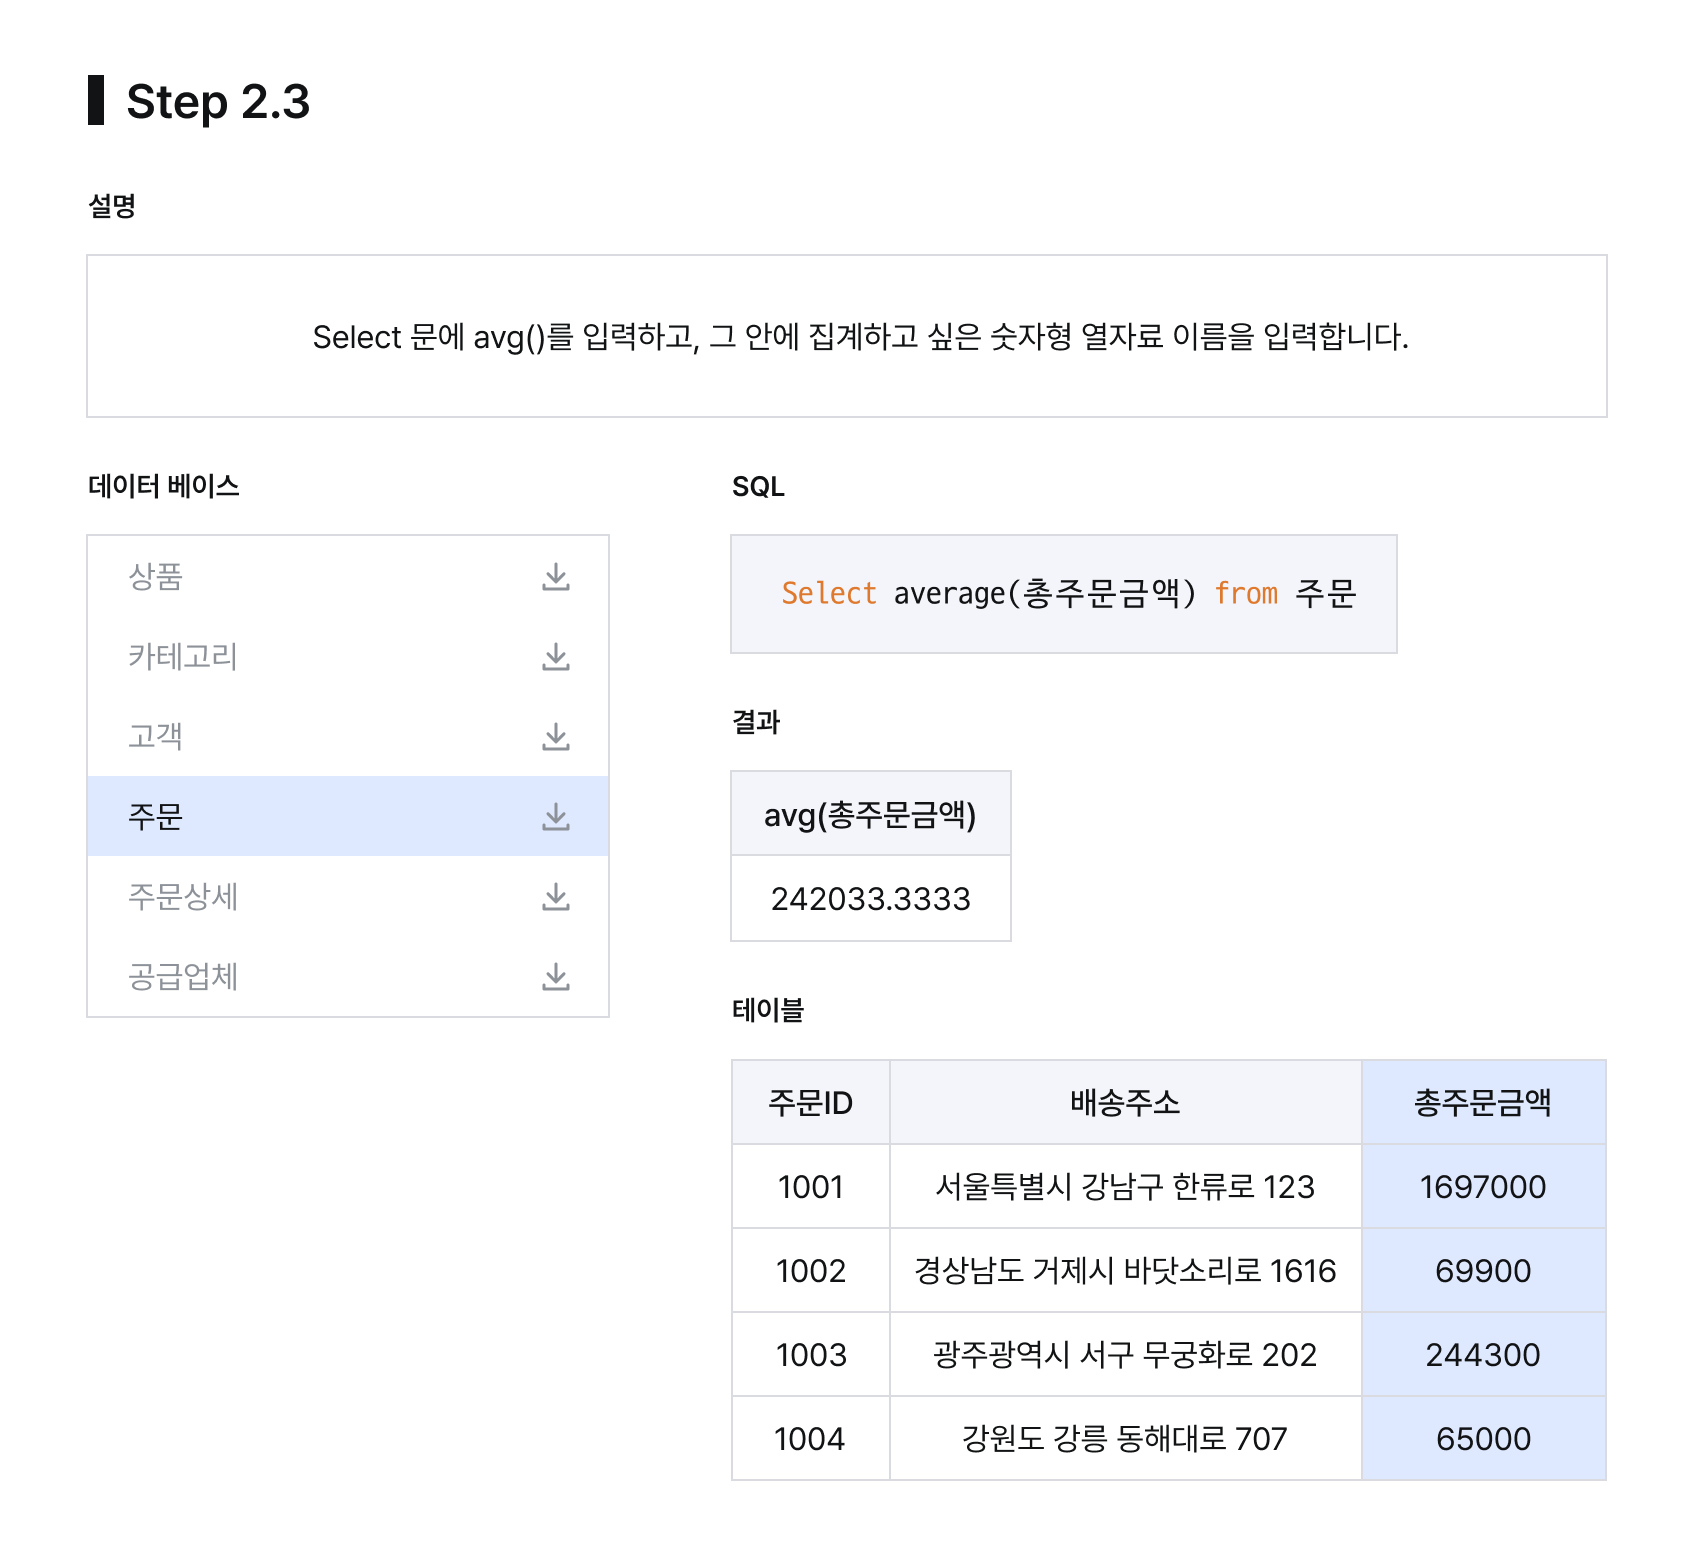 Step 2.3
설명
Select 문에 avg()를 입력하고, 그 안에 집계하고 싶은 숫자형 열자료 이름을 입력합니다.
데이터 베이스
상품
카테고리
고객
주문
주문상세
공급업체
SQL
Select average(총주문금액) from 주문
결과
avg(총주문금액)
242033.3333
테이블
주문ID 배송주소 총주문금액
1001 서울특별시 강남구 한류로 123 1697000
1002 경상남도 거제시 바닷소리로 1616 69900
1003 광주광역시 서구 무궁화로 202 244300
1004 강원도 강릉 동해대로 707 65000